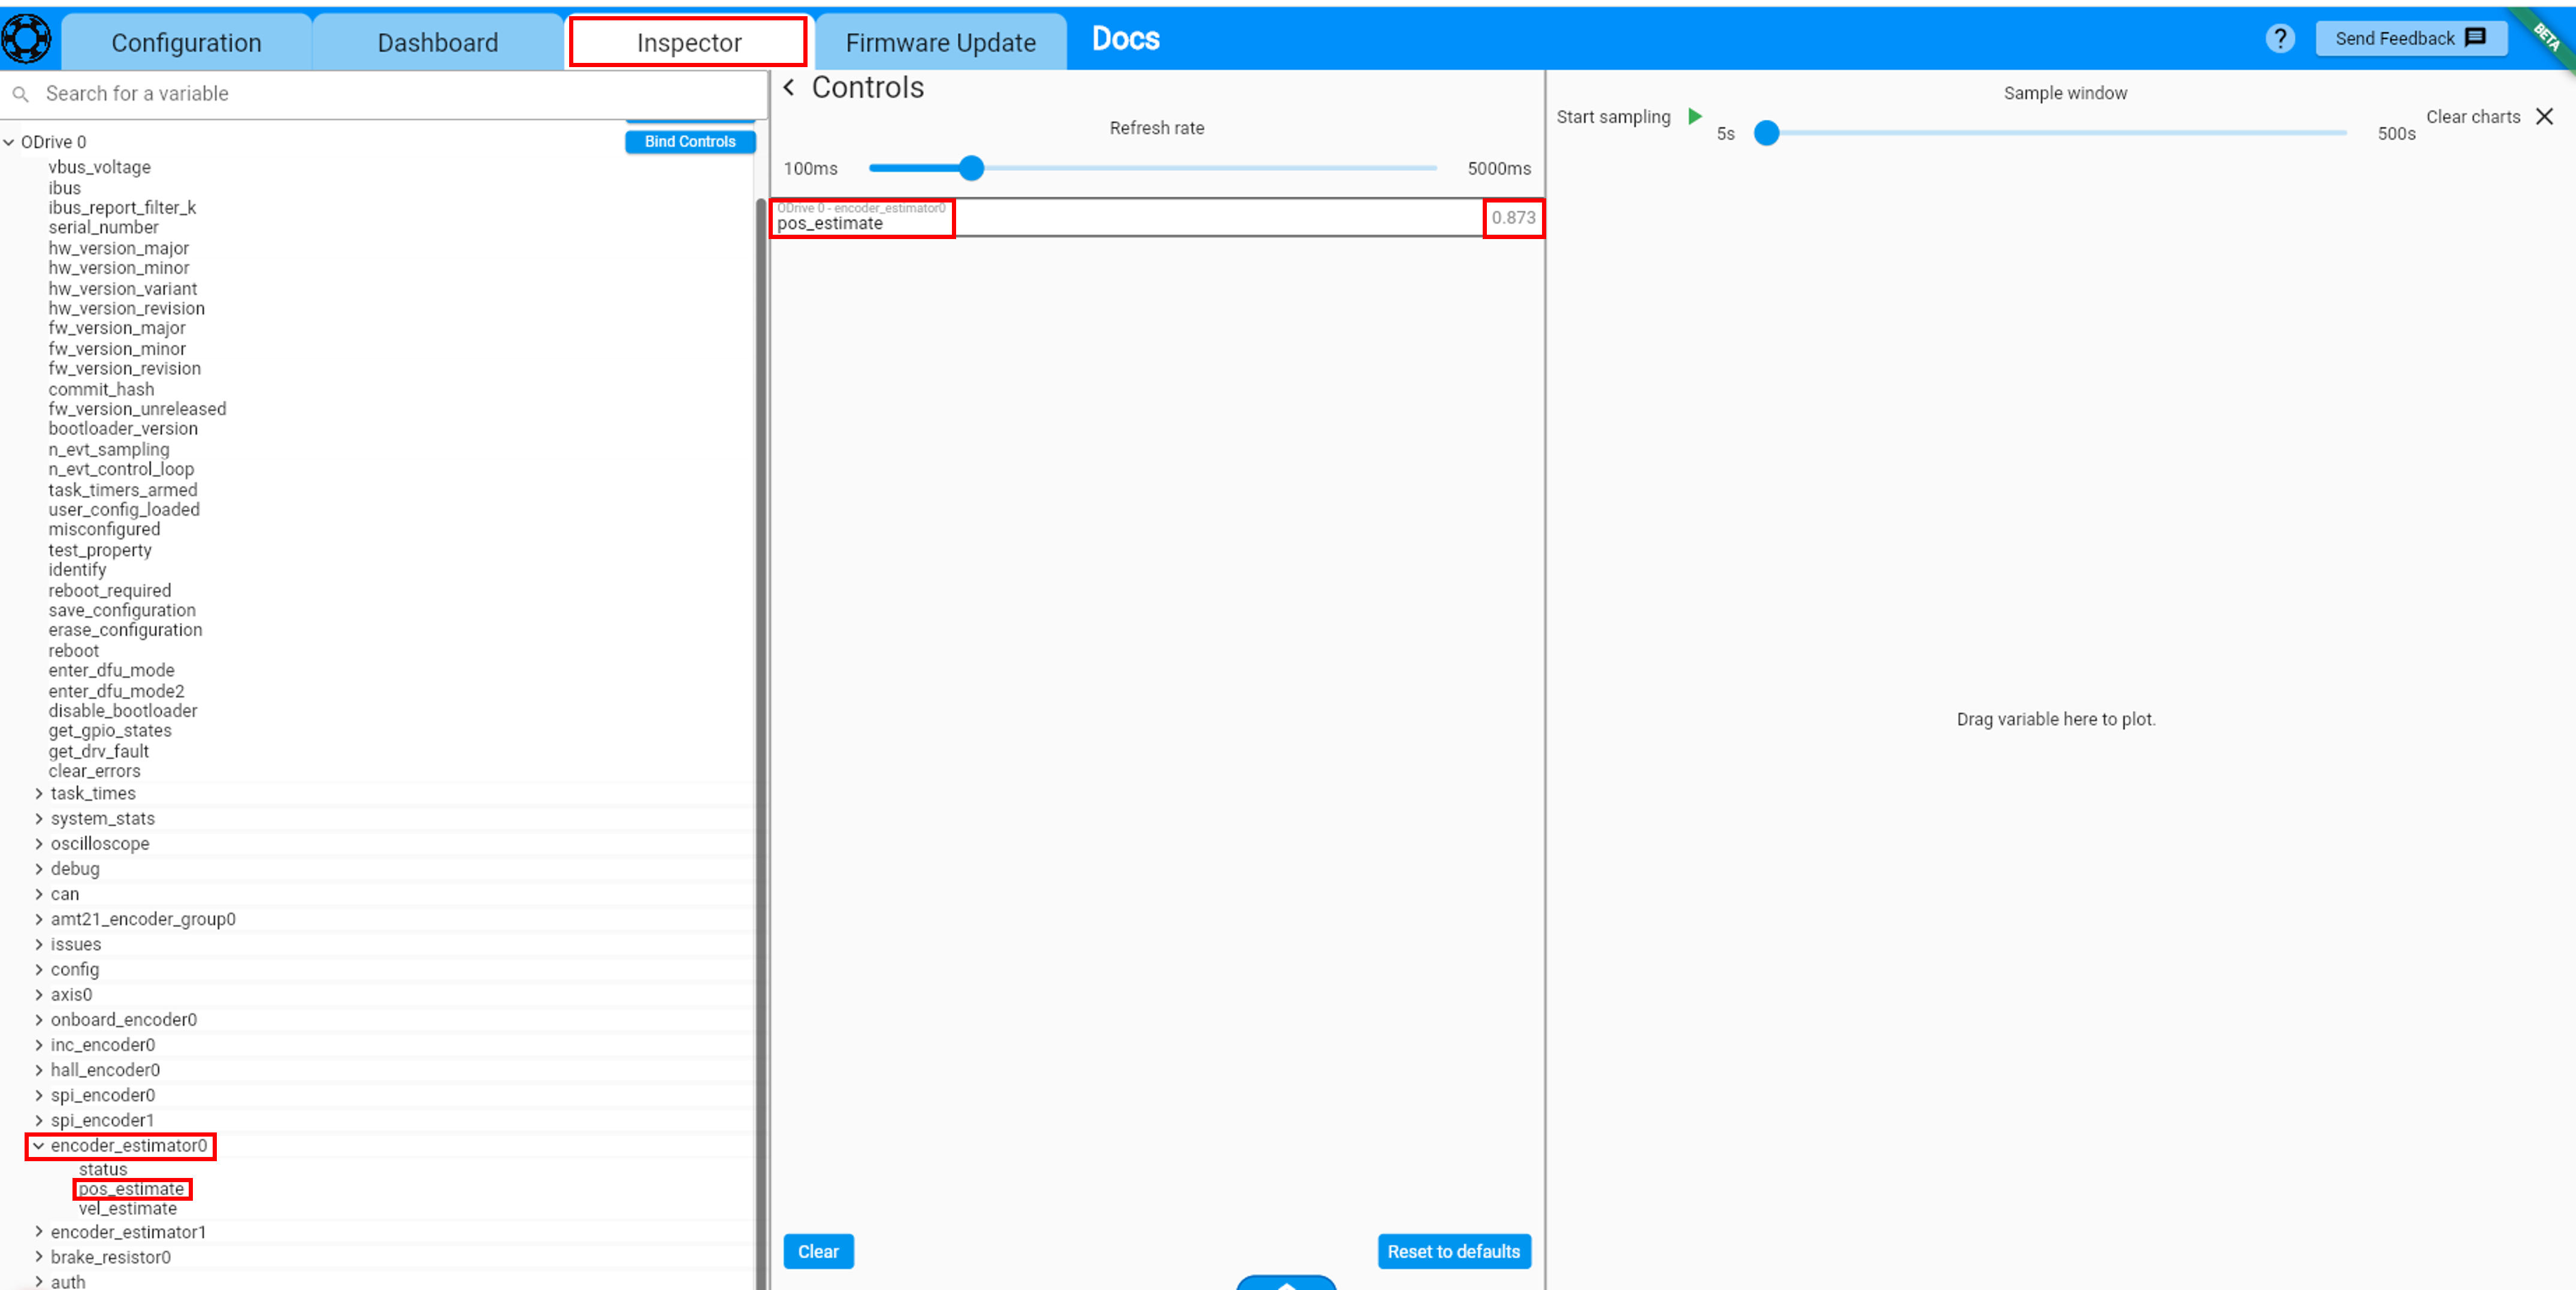 Configuration
Dashboard
Inspector
Firmware Update
Docs
?
Send Feedback
BETA
Search for a variable
ODrive 0
Bind Controls
vbus_voltage
ibus
ibus_report_filter_k
serial_number
hw_version_major
hw_version_minor
hw_version_variant
hw_version_revision
fw_version_major
fw_version_minor
fw_version_revision
commit_hash
fw_version_unreleased
bootloader_version
n_evt_sampling
n_evt_control_loop
task_timers_armed
user_config_loaded
misconfigured
test_property
identify
reboot_required
save_configuration
erase_configuration
reboot
enter_dfu_mode
enter_dfu_mode2
disable_bootloader
get_gpio_states
get_drv_fault
clear_errors
task_times
system_stats
oscilloscope
debug
can
amt21_encoder_group0
issues
config
axis0
onboard_encoder0
inc_encoder0
hall_encoder0
spi_encoder0
spi_encoder1
encoder_estimator0
status
pos_estimate
vel_estimate
encoder_estimator1
brake_resistor0
auth
Controls
Refresh rate
100ms
5000ms
ODrive 0 - encoder_estimator0
pos_estimate
0.873
Clear
Reset to defaults
Sample window
Start sampling
5s
500s
Clear charts
Drag variable here to plot.